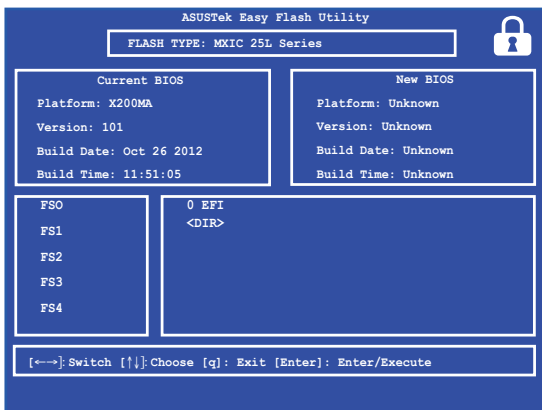 ASUSTek Easy Flash Utility
FLASH TYPE: MXIC 25L Series
Current BIOS
Platform: X200MA
Version: 101
Build Date: Oct 26 2012
Build Time: 11:51:05
New BIOS
Platform: Unknown
Version: Unknown
Build Date: Unknown
Build Time: Unknown
FSO
FS1
FS2
FS3
FS4
0 EFI
<DIR>
[←→]: Switch [↑↓]: Choose [q]: Exit [Enter]: Enter/Execute